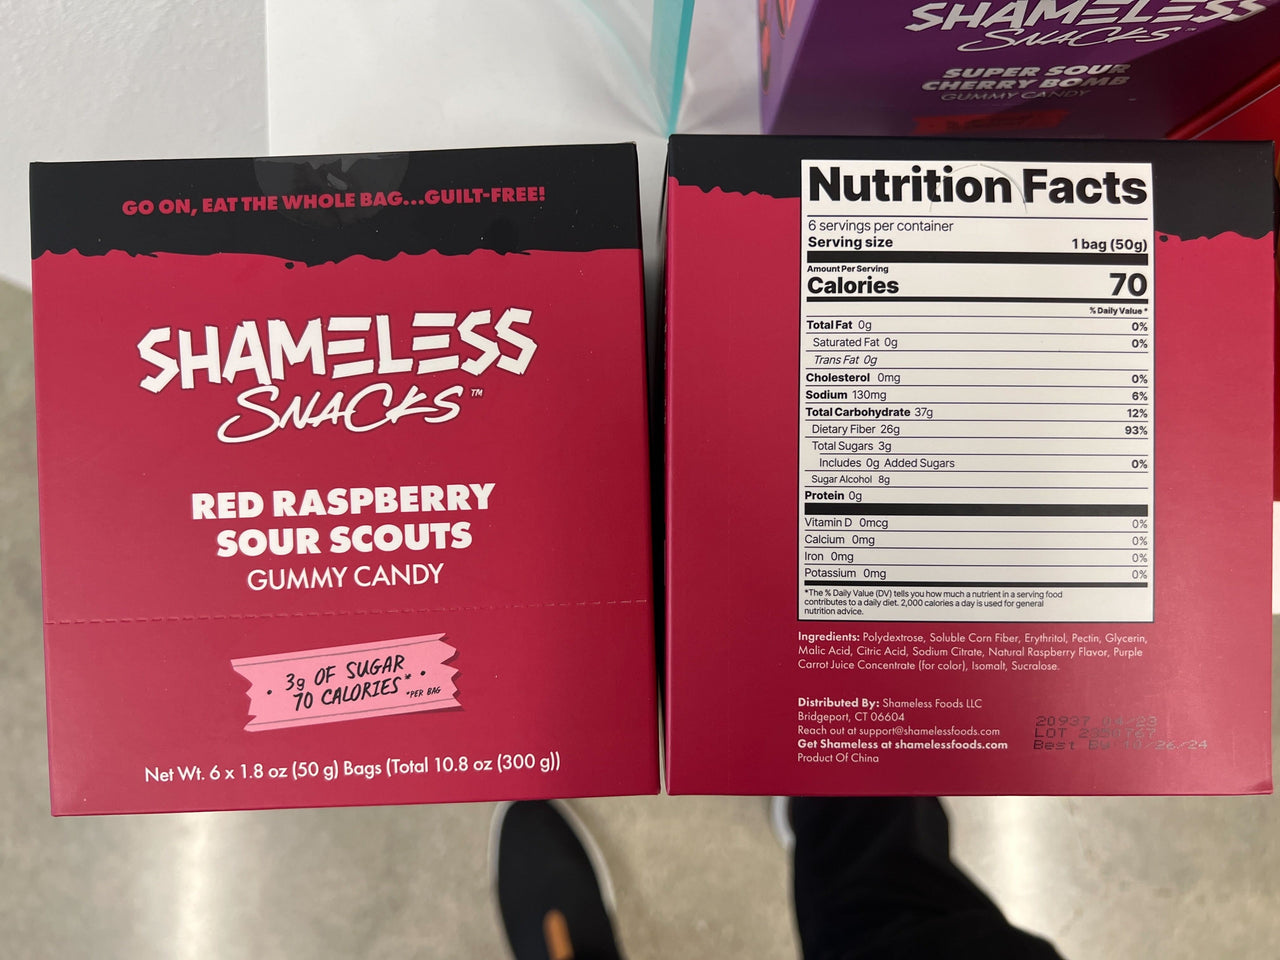 GO ON, EAT THE WHOLE BAG...GUILT-FREE!
SHAMELESS
SNACKS™
RED RASPBERRY
SOUR SCOUTS
GUMMY CANDY
3g OF SUGAR
70 CALORIES*
*PER BAG
Net Wt. 6 x 1.8 oz (50 g) Bags (Total 10.8 oz (300 g))
SHAMELESS
SNACKS™
SUPER SOUR
CHERRY BOMB
GUMMY CANDY
Nutrition Facts
6 servings per container
Serving size 1 bag (50g)
Amount Per Serving
Calories 70
% Daily Value *
Total Fat 0g 0%
Saturated Fat 0g 0%
Trans Fat 0g
Cholesterol 0mg 0%
Sodium 130mg 6%
Total Carbohydrate 37g 12%
Dietary Fiber 26g 93%
Total Sugars 3g
Includes 0g Added Sugars 0%
Sugar Alcohol 8g
Protein 0g
Vitamin D 0mcg 0%
Calcium 0mg 0%
Iron 0mg 0%
Potassium 0mg 0%
*The % Daily Value (DV) tells you how much a nutrient in a serving food
contributes to a daily diet. 2,000 calories a day is used for general
nutrition advice.
Ingredients: Polydextrose, Soluble Corn Fiber, Erythritol, Pectin, Glycerin,
Malic Acid, Citric Acid, Sodium Citrate, Natural Raspberry Flavor, Purple
Carrot Juice Concentrate (for color), Isomalt, Sucralose.
Distributed By: Shameless Foods LLC
Bridgeport, CT 06604
Reach out at support@shamelessfoods.com
Get Shameless at shamelessfoods.com
Product Of China
20937 04/23
LOT
Best By 10/26/24